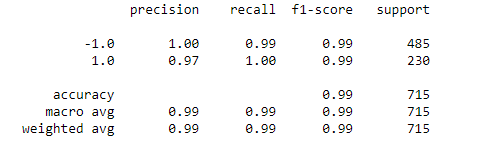 precision recall f1-score support
-1.0 1.00 0.99 0.99 485
1.0 0.97 1.00 0.99 230
accuracy 0.99 715
macro avg 0.99 0.99 0.99 715
weighted avg 0.99 0.99 0.99 715